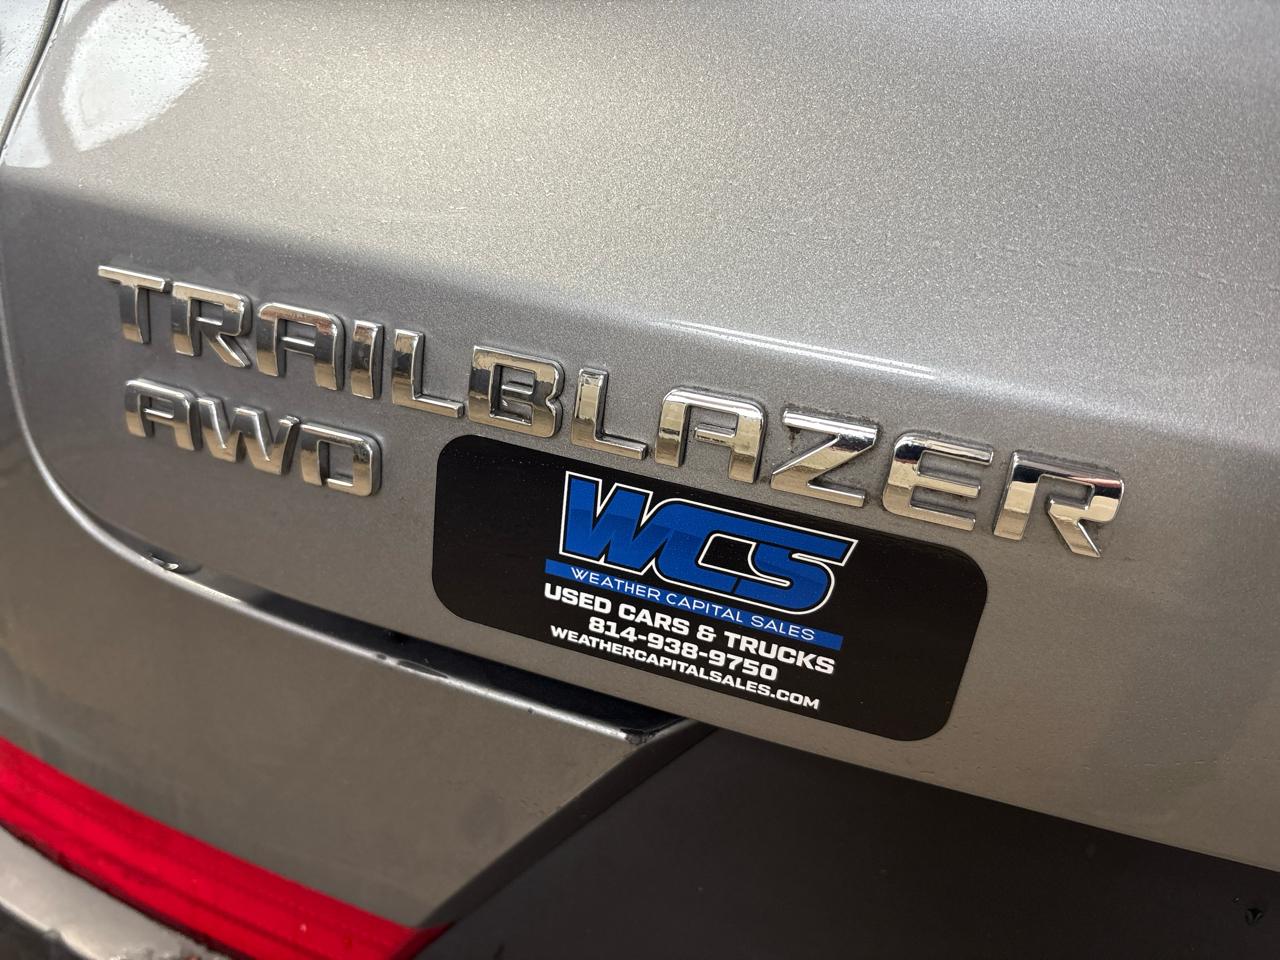 TRAILBLAZER
AWD
WCS
WEATHER CAPITAL SALES
USED CARS & TRUCKS
814-938-9750
WEATHERCAPITALSALES.COM